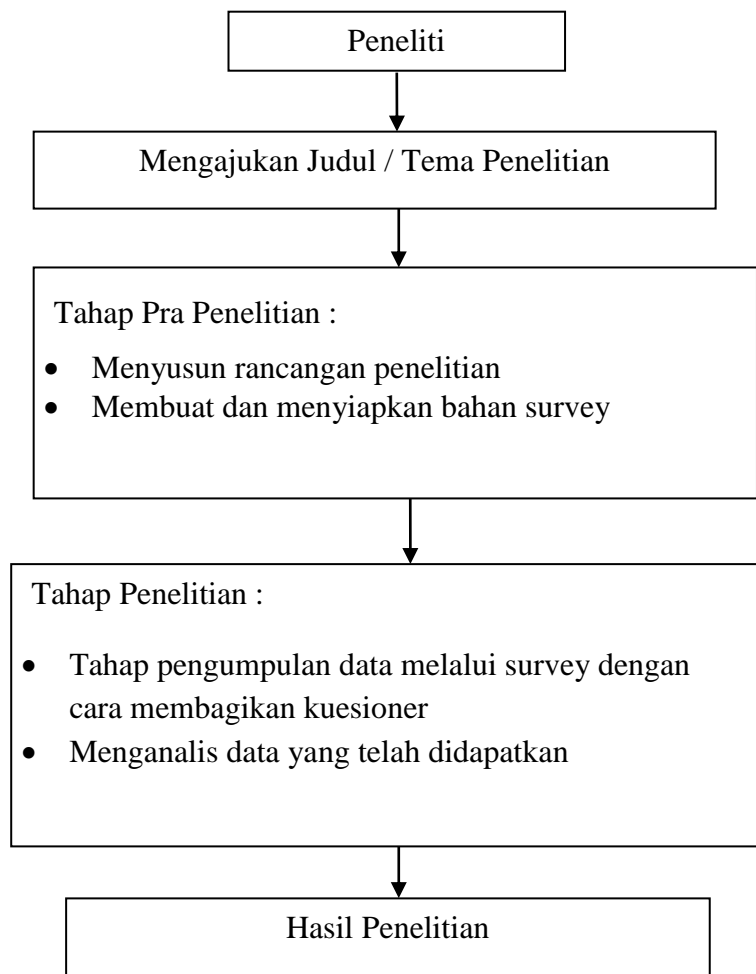 Peneliti
Mengajukan Judul / Tema Penelitian
Tahap Pra Penelitian :
• Menyusun rancangan penelitian
• Membuat dan menyiapkan bahan survey
Tahap Penelitian :
• Tahap pengumpulan data melalui survey dengan
cara membagikan kuesioner
• Menganalis data yang telah didapatkan
Hasil Penelitian